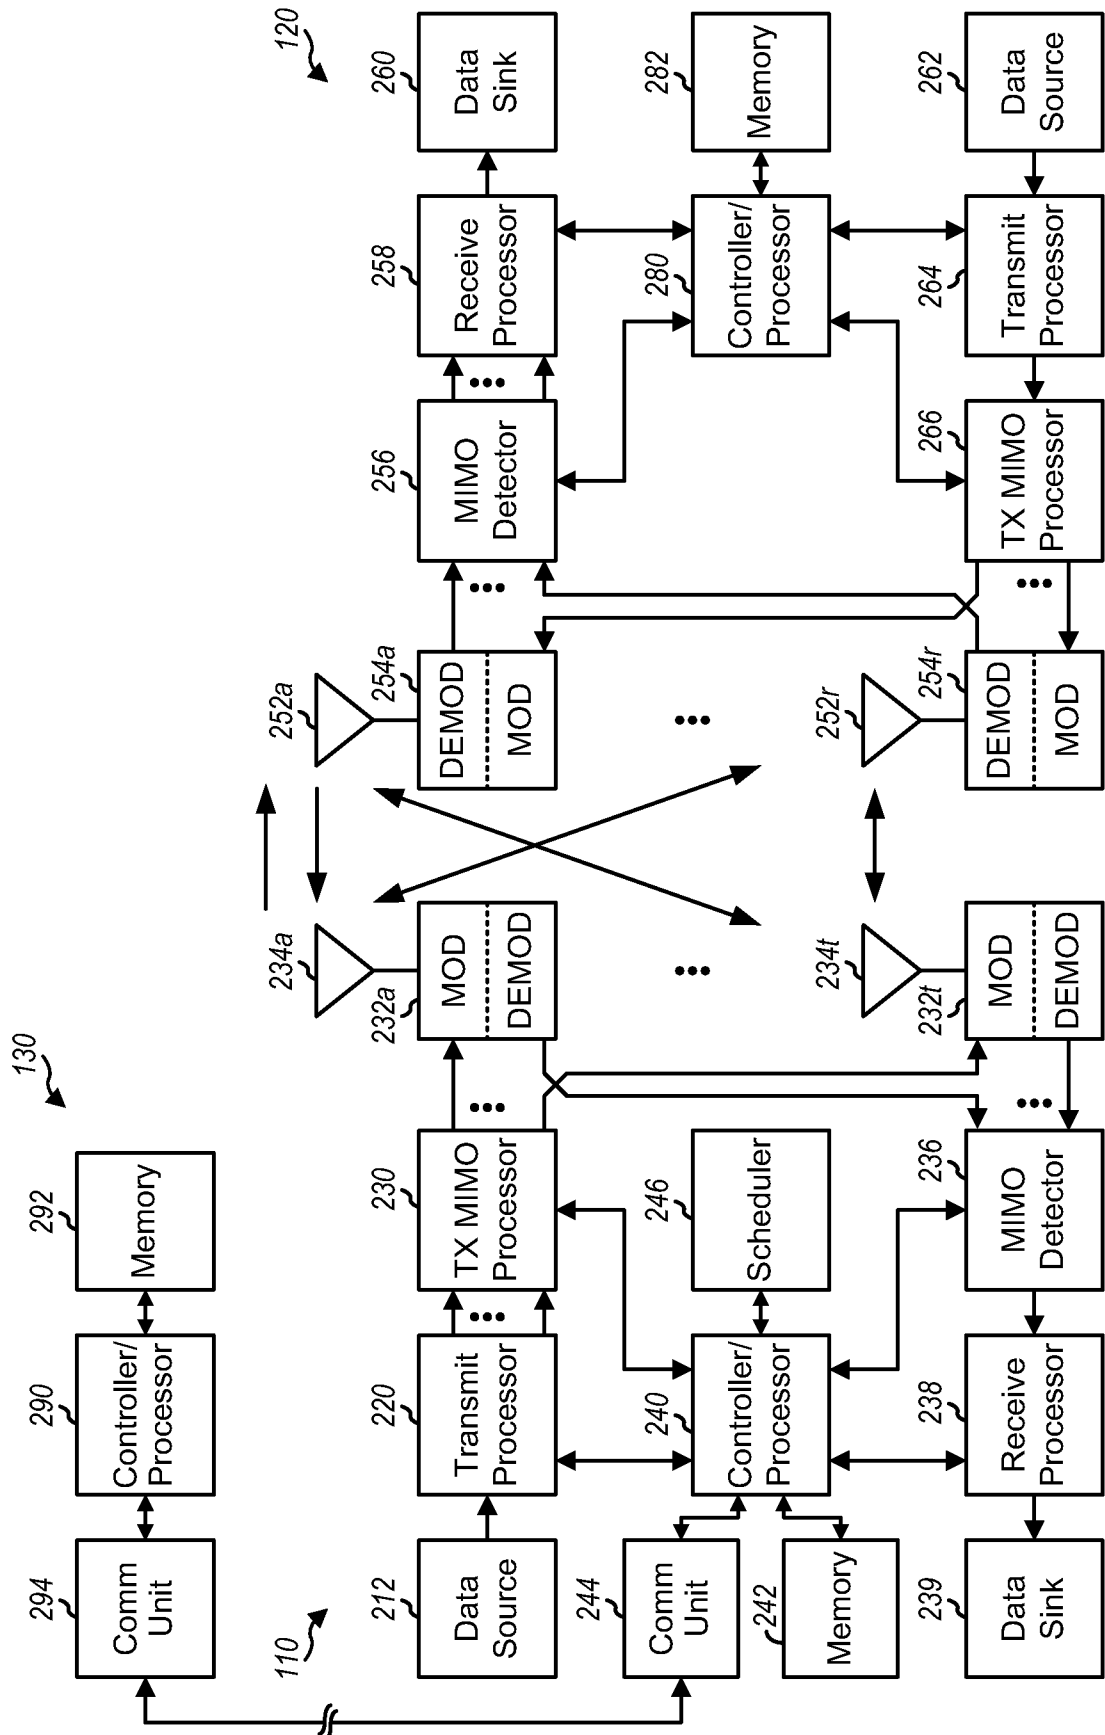 130
294
Comm
Unit
290
Controller/
Processor
292
Memory
110
120
212
Data
Source
220
Transmit
Processor
230
TX MIMO
Processor
232a
MOD
DEMOD
234a
252a
254a
DEMOD
MOD
256
MIMO
Detector
258
Receive
Processor
260
Data
Sink
244
Comm
Unit
242
Memory
240
Controller/
Processor
246
Scheduler
280
Controller/
Processor
282
Memory
239
Data
Sink
238
Receive
Processor
236
MIMO
Detector
232t
MOD
DEMOD
234t
252r
254r
DEMOD
MOD
266
TX MIMO
Processor
264
Transmit
Processor
262
Data
Source